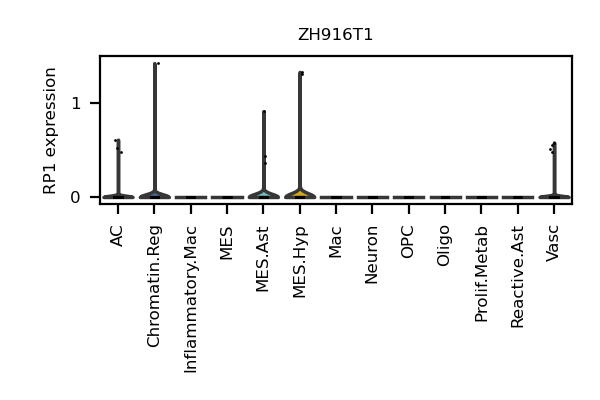 ZH916T1
RP1 expression
1
0
AC
Chromatin.Reg
Inflammatory.Mac
MES
MES.Ast
MES.Hyp
Mac
Neuron
OPC
Oligo
Prolif.Metab
Reactive.Ast
Vasc